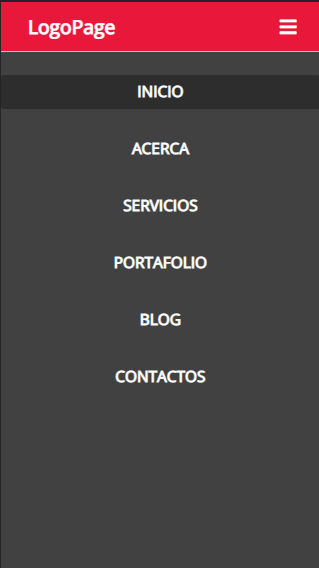 LogoPage
INICIO
ACERCA
SERVICIOS
PORTAFOLIO
BLOG
CONTACTOS